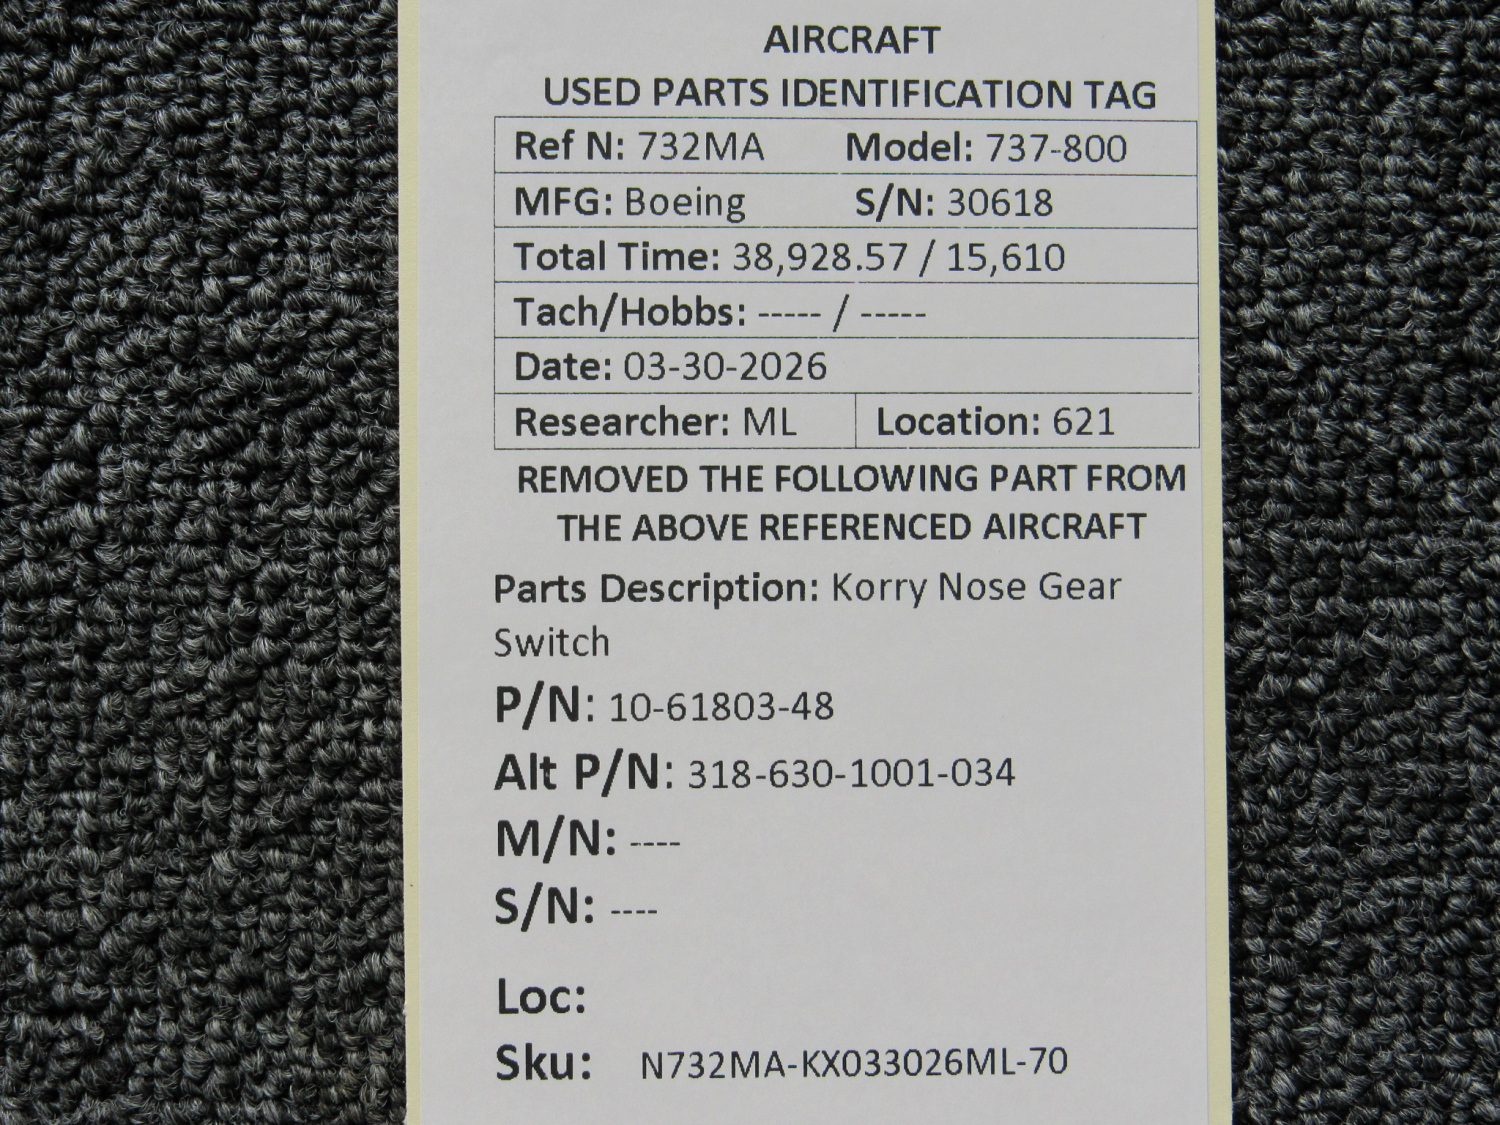 AIRCRAFT
USED PARTS IDENTIFICATION TAG
Ref N: 732MA Model: 737-800
MFG: Boeing S/N: 30618
Total Time: 38,928.57 / 15,610
Tach/Hobbs: ----- / -----
Date: 03-30-2026
Researcher: ML Location: 621
REMOVED THE FOLLOWING PART FROM
THE ABOVE REFERENCED AIRCRAFT
Parts Description: Korry Nose Gear
Switch
P/N: 10-61803-48
Alt P/N: 318-630-1001-034
M/N: ----
S/N: ----
Loc:
Sku: N732MA-KX033026ML-70